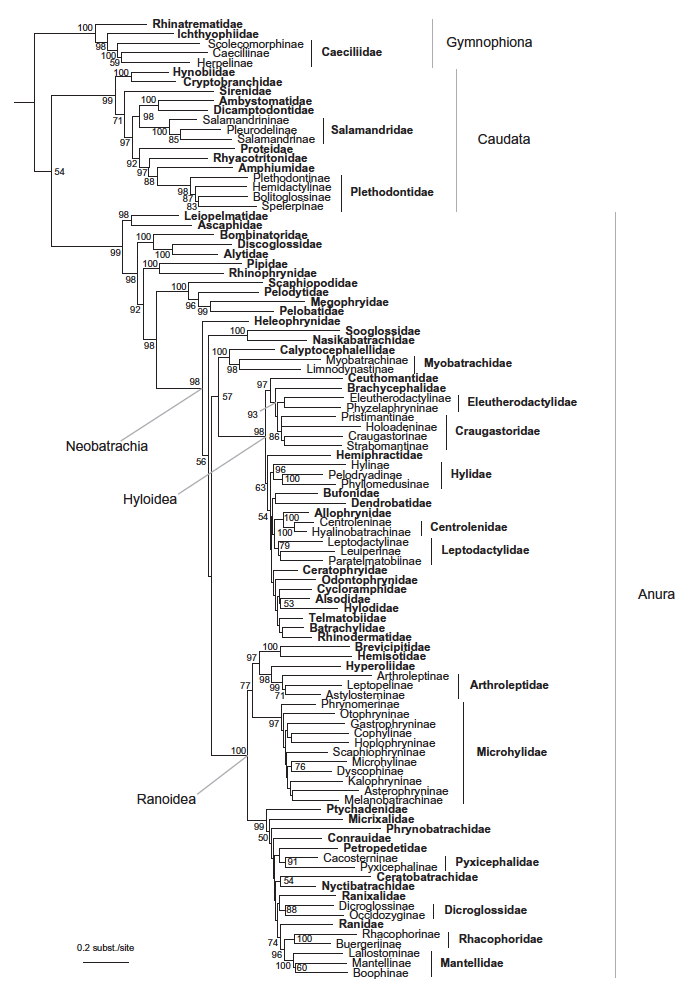 Rhinatrematidae
100
Ichthyophiidae
98
Scolecomorphinae
Gymnophiona
100
Caeciliinae
Caeciliidae
59
Herpelinae
100
Hynobiidae
Cryptobranchidae
Sirenidae
99
100
Ambystomatidae
Dicamptodontidae
71
98
Salamandrininae
100
Pleurodelinae
Salamandridae
85
Salamandrinae
Caudata
97
Proteidae
92
Rhyacotritonidae
97
Amphiumidae
54
88
Plethodontinae
98
Hemidactylinae
Plethodontidae
87
Bolitoglossinae
83
Spelerpinae
98
Leiopelmatidae
Ascaphidae
100
Bombinatoridae
Discoglossidae
99
100
Alytidae
100
Pipidae
98
Rhinophrynidae
100
Scaphiopodidae
Pelodytidae
96
Megophryidae
92
99
Pelobatidae
Heleophrynidae
100
Sooglossidae
98
Nasikabatrachidae
100
Calyptocephalellidae
Myobatrachinae
Myobatrachidae
98
Limnodynastinae
98
97
Ceuthomantidae
Brachycephalidae
57
Eleutherodactylinae
Eleutherodactylidae
93
Phyzelaphryninae
Pristimantinae
Holoadeninae
Craugastoridae
98
86
Craugastorinae
Neobatrachia
Strabomantinae
56
Hemiphractidae
Hylinae
96
Pelodryadinae
Hylidae
100
Phyllomedusinae
63
Bufonidae
Hyloidea
Dendrobatidae
Allophrynidae
54
100
Centroleninae
Centrolenidae
100
Hyalinobatrachinae
Leptodactylinae
79
Leiuperinae
Leptodactylidae
Paratelmatobiinae
Ceratophryidae
Odontophrynidae
Cycloramphidae
Anura
Alsodidae
53
Hylodidae
Telmatobiidae
Batrachylidae
Rhinodermatidae
100
Brevicipitidae
97
Hemisotidae
Hyperoliidae
98
Arthroleptinae
77
99
Leptopelinae
Arthroleptidae
71
Astylosterninae
Phrynomerinae
Otophryninae
97
Gastrophryninae
Cophylinae
Hoplophryninae
100
Scaphiophryninae
Microhylidae
Microhylinae
76
Dyscophinae
Kalophryninae
Asterophryninae
Ranoidea
Melanobatrachinae
Ptychadenidae
Micrixalidae
99
Phrynobatrachidae
50
Conrauidae
Petropedetidae
Cacosterninae
91
Pyxicephalidae
Pyxicephalinae
Ceratobatrachidae
54
Nyctibatrachidae
Ranixalidae
Dicroglossinae
88
Dicroglossidae
Occidozyginae
Ranidae
Rhacophorinae
74
100
Rhacophoridae
Buergeriinae
96
Laliostominae
0.2 subst./site
100
Mantellinae
Mantellidae
60
Boophinae